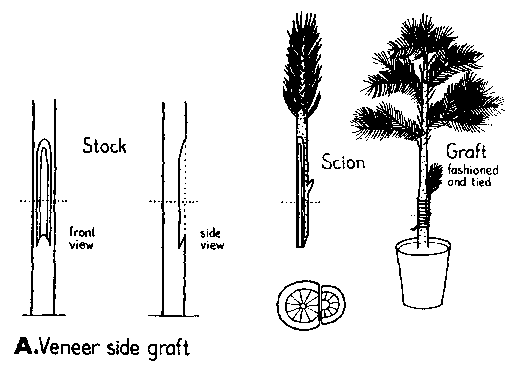 Stock
Scion
Graft
fashioned
and tied
front
view
side
view
A.Veneer side graft